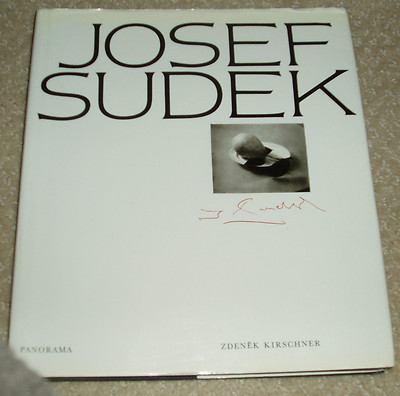 JOSEF
SUDEK
PANORAMA
ZDENĚK KIRSCHNER